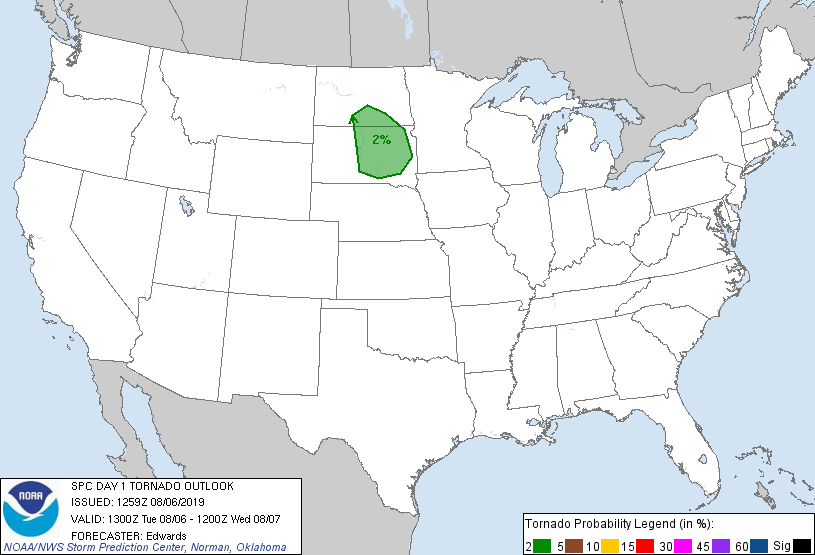 2%
SPC DAY 1 TORNADO OUTLOOK
ISSUED: 1259Z 08/06/2019
VALID: 1300Z Tue 08/06 - 1200Z Wed 08/07
FORECASTER: Edwards
NOAA/NWS Storm Prediction Center, Norman, Oklahoma
NOAA
Tornado Probability Legend (in %):
2 5 10 15 30 45 60 Sig